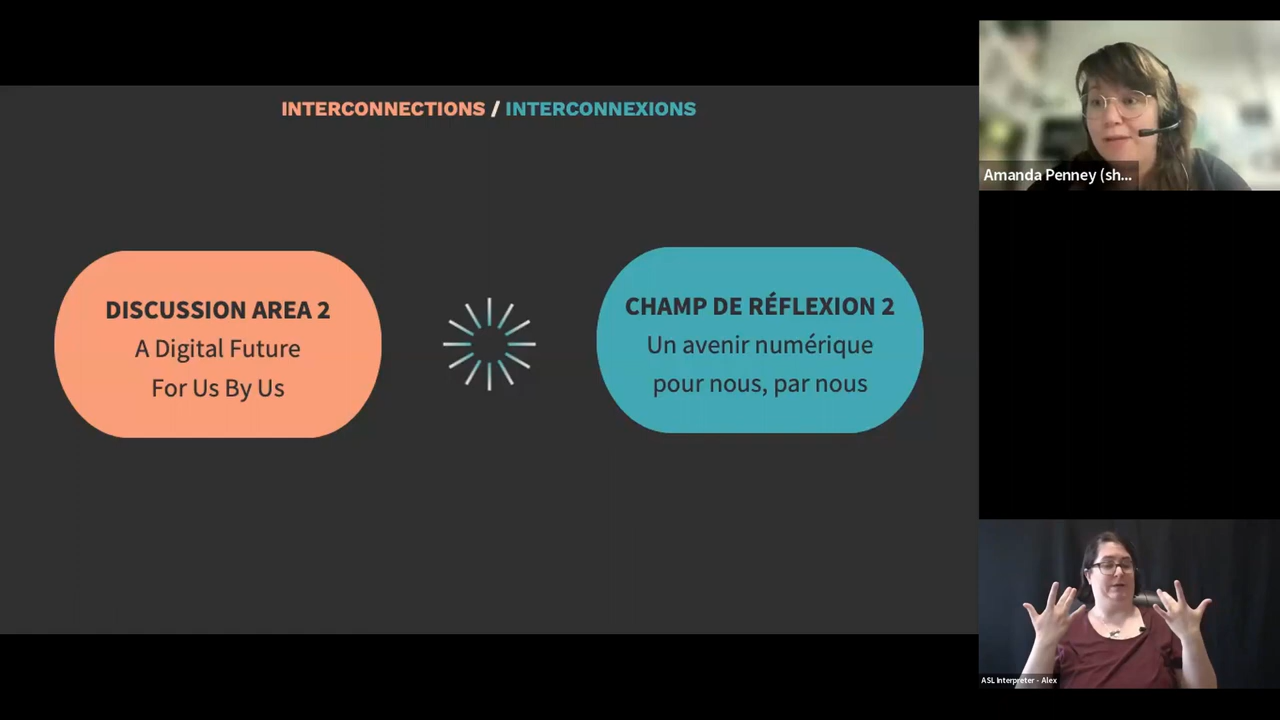 INTERCONNECTIONS / INTERCONNEXIONS
DISCUSSION AREA 2
A Digital Future
For Us By Us
CHAMP DE RÉFLEXION 2
Un avenir numérique
pour nous, par nous
Amanda Penney (sh...
ASL Interpreter - Alex